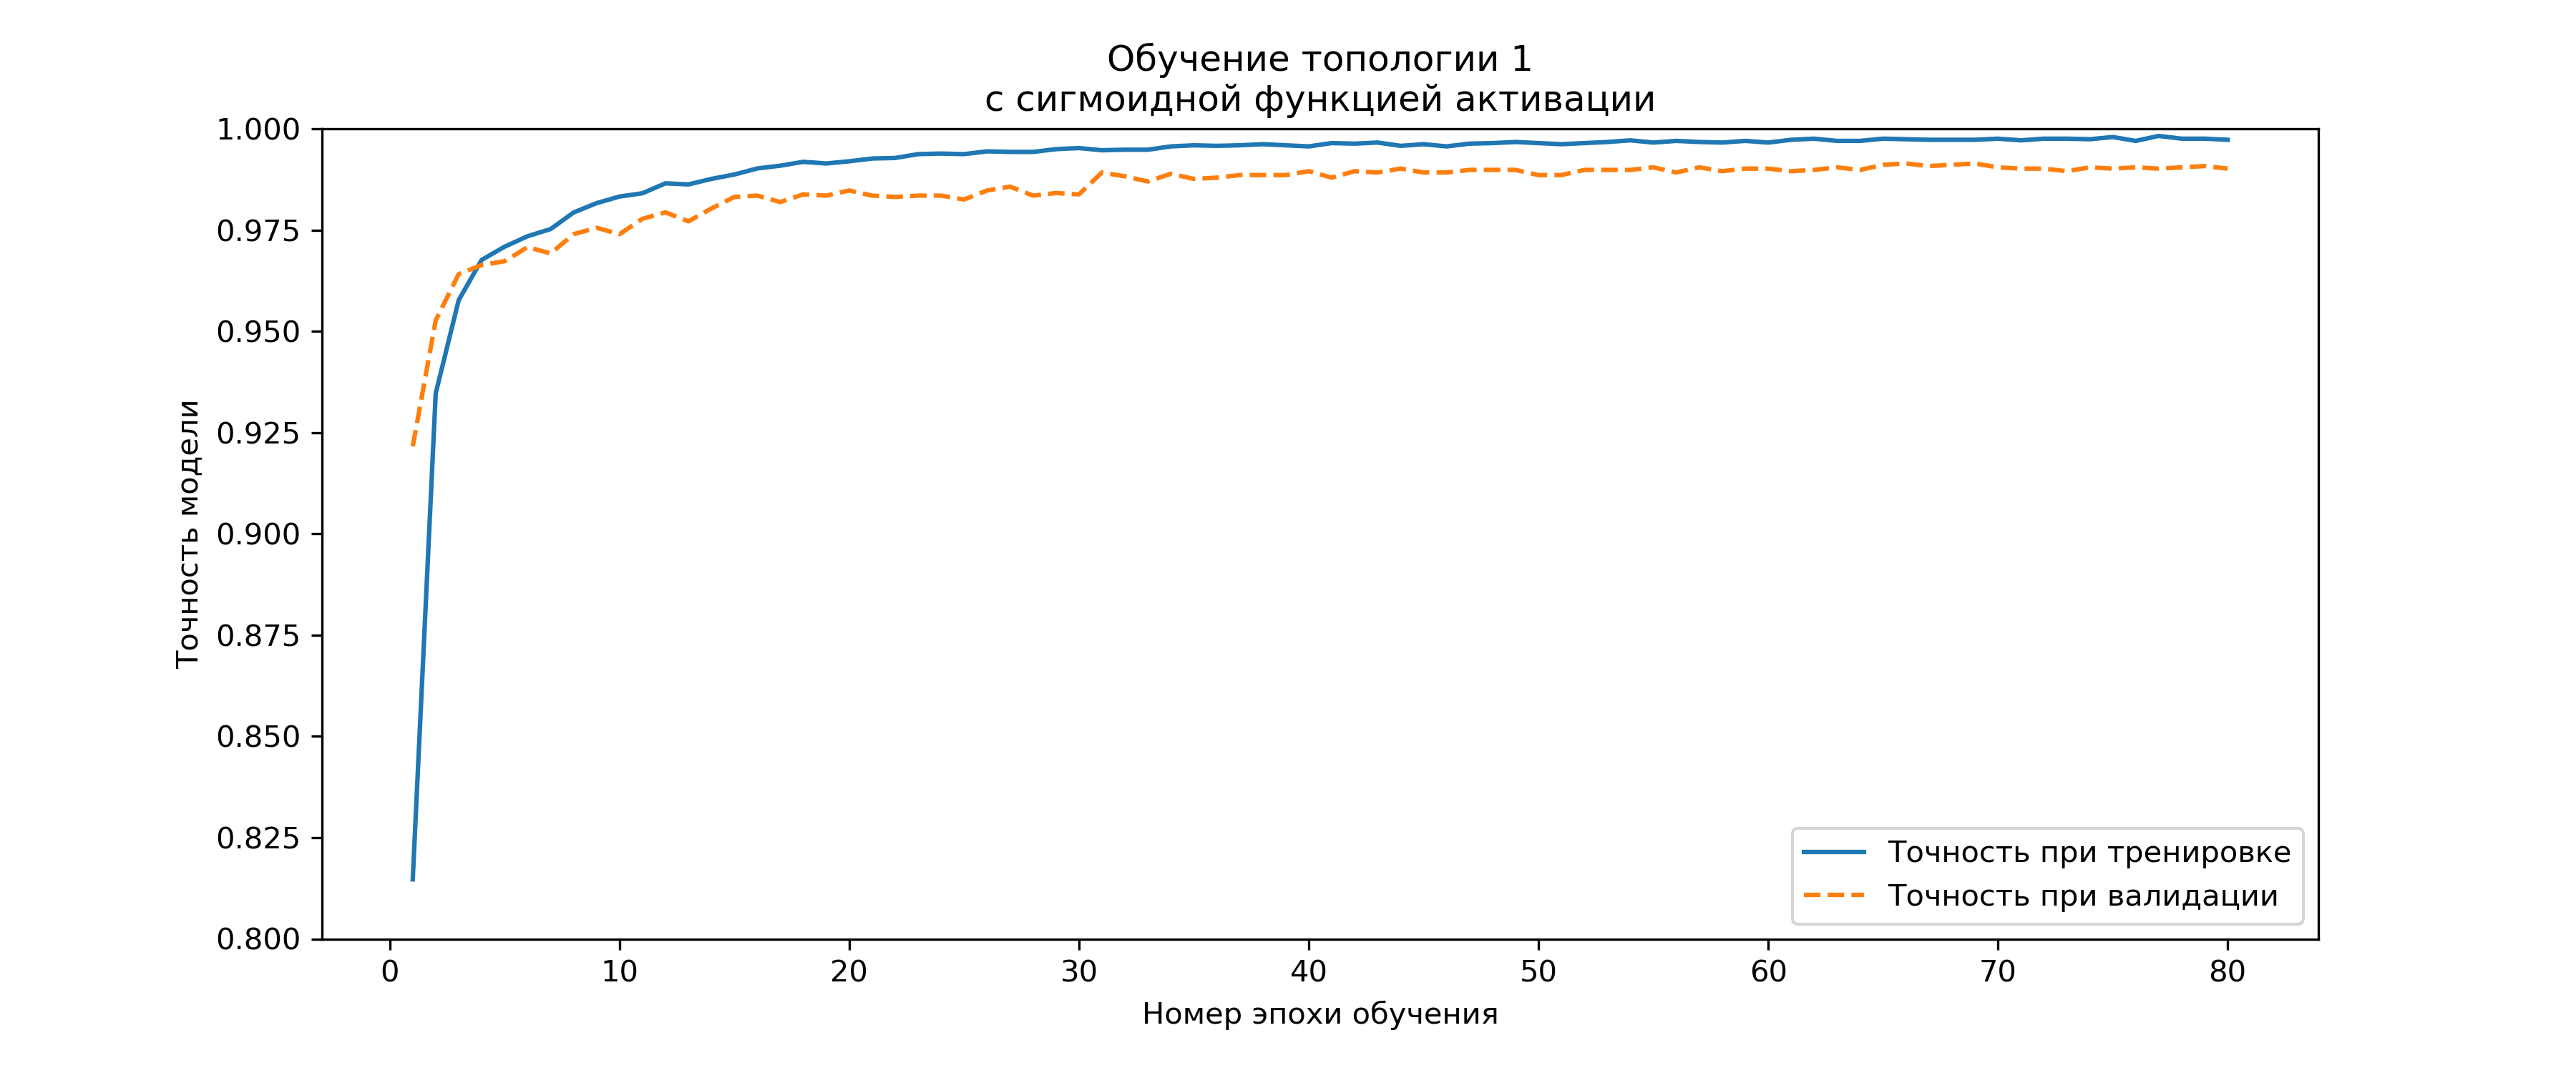 Обучение топологии 1
с сигмоидной функцией активации
1.000
0.975
0.950
0.925
0.900
0.875
0.850
0.825
0.800
Точность модели
0 10 20 30 40 50 60 70 80
Номер эпохи обучения
Точность при тренировке
Точность при валидации